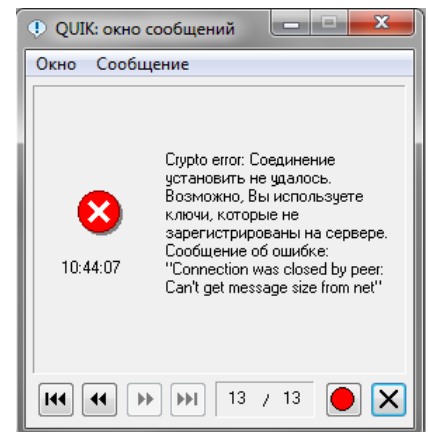 QUIK: окно сообщений
Окно Сообщение
Crypto error: Соединение
установить не удалось.
Возможно, Вы используете
ключи, которые не
зарегистрированы на сервере.
Сообщение об ошибке:
"Connection was closed by peer:
Can't get message size from net"
10:44:07
13 / 13